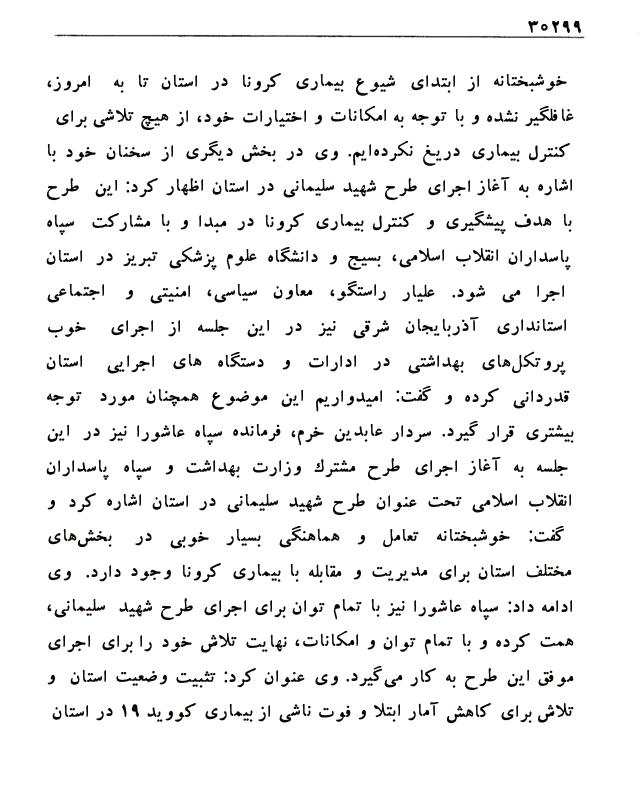 ۳۰۲۹۹
خوشبختانه از ابتدای شیوع بیماری کرونا در استان تا به امروز،
غافلگیر نشده و با توجه به امکانات و اختیارات خود، از هیچ تلاشی برای
کنترل بیماری دریغ نکرده‌ایم. وی در بخش دیگری از سخنان خود با
اشاره به آغاز اجرای طرح شهید سلیمانی در استان اظهار کرد: این طرح
با هدف پیشگیری و کنترل بیماری کرونا در مبدا و با مشارکت سپاه
پاسداران انقلاب اسلامی، بسیج و دانشگاه علوم پزشکی تبریز در استان
اجرا می شود. علیار راستگو، معاون سیاسی، امنیتی و اجتماعی
استانداری آذربایجان شرقی نیز در این جلسه از اجرای خوب
پروتکل‌های بهداشتی در ادارات و دستگاه های اجرایی استان
قدردانی کرده و گفت: امیدواریم این موضوع همچنان مورد توجه
بیشتری قرار گیرد. سردار عابدین خرم، فرمانده سپاه عاشورا نیز در این
جلسه به آغاز اجرای طرح مشترك وزارت بهداشت و سپاه پاسداران
انقلاب اسلامی تحت عنوان طرح شهید سلیمانی در استان اشاره کرد و
گفت: خوشبختانه تعامل و هماهنگی بسیار خوبی در بخش‌های
مختلف استان برای مدیریت و مقابله با بیماری کرونا وجود دارد. وی
ادامه داد: سپاه عاشورا نیز با تمام توان برای اجرای طرح شهید سلیمانی،
همت کرده و با تمام توان و امکانات، نهایت تلاش خود را برای اجرای
موفق این طرح به کار می‌گیرد. وی عنوان کرد: تثبیت وضعیت استان و
تلاش برای کاهش آمار ابتلا و فوت ناشی از بیماری کووید ۱۹ در استان